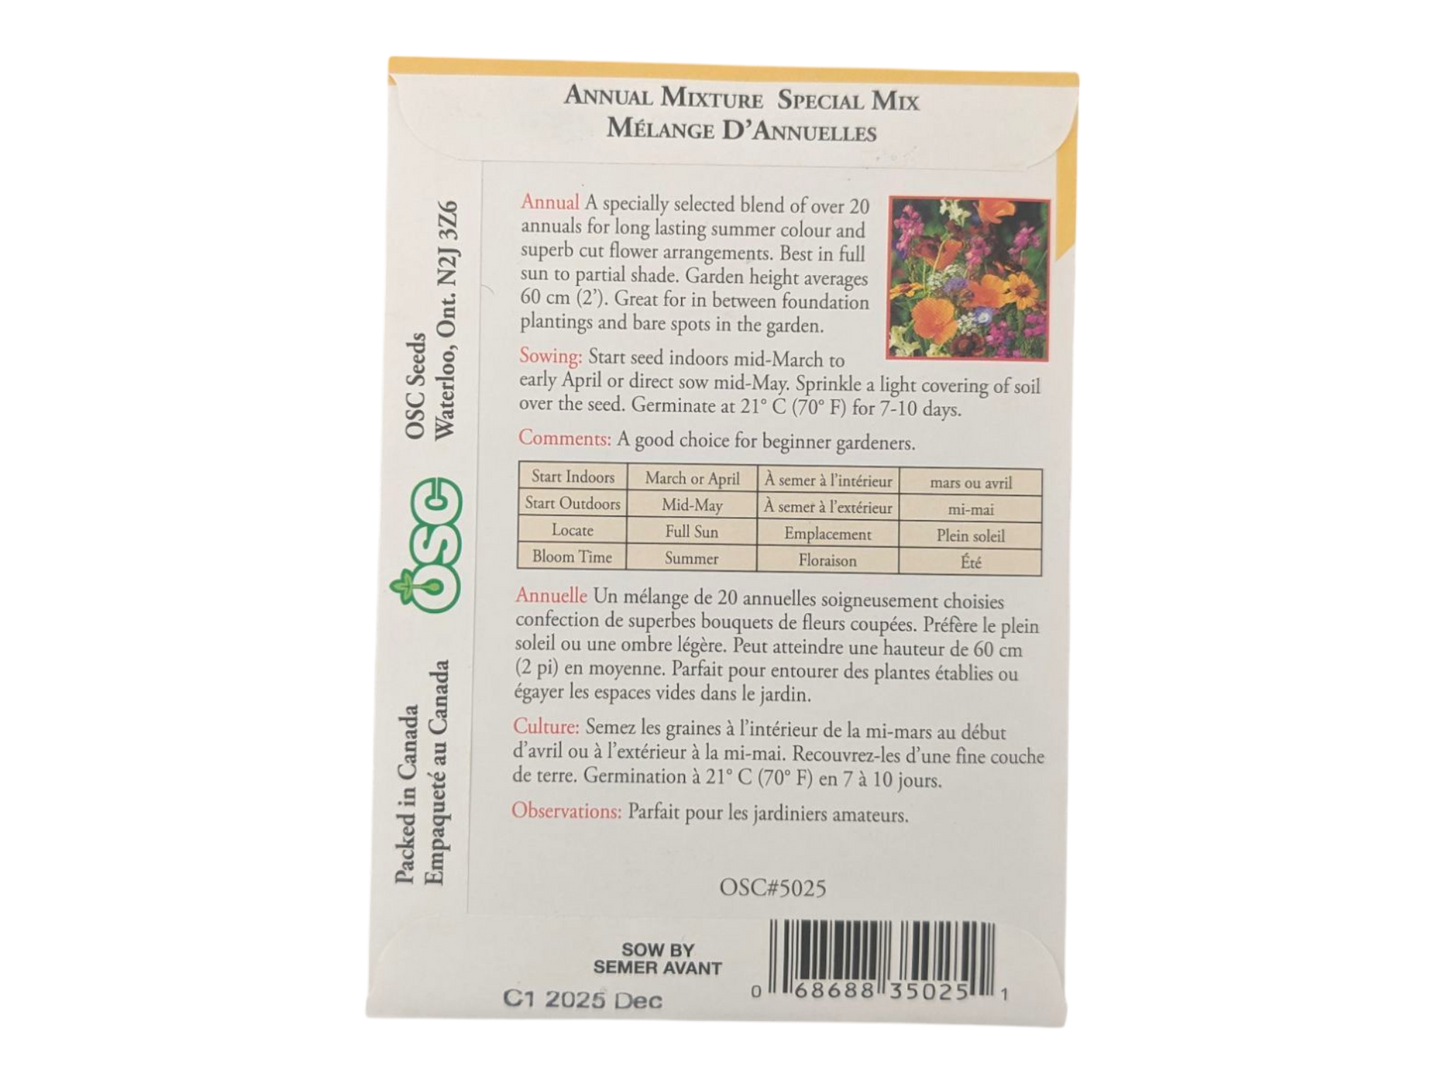 ANNUAL MIXTURE SPECIAL MIX
MÉLANGE D'ANNUELLES
Annual A specially selected blend of over 20
annuals for long lasting summer colour and
superb cut flower arrangements. Best in full
sun to partial shade. Garden height averages
60 cm (2'). Great for in between foundation
plantings and bare spots in the garden.
Sowing: Start seed indoors mid-March to
early April or direct sow mid-May. Sprinkle a light covering of soil
over the seed. Germinate at 21° C (70° F) for 7-10 days.
Comments: A good choice for beginner gardeners.
Start Indoors March or April À semer à l'intérieur mars ou avril
Start Outdoors Mid-May À semer à l'extérieur mi-mai
Locate Full Sun Emplacement Plein soleil
Bloom Time Summer Floraison Été
Annuelle Un mélange de 20 annuelles soigneusement choisies
confection de superbes bouquets de fleurs coupées. Préfère le plein
soleil ou une ombre légère. Peut atteindre une hauteur de 60 cm
(2 pi) en moyenne. Parfait pour entourer des plantes établies ou
égayer les espaces vides dans le jardin.
Culture: Semez les graines à l'intérieur de la mi-mars au début
d'avril ou à l'extérieur à la mi-mai. Recouvrez-les d'une fine couche
de terre. Germination à 21° C (70° F) en 7 à 10 jours.
Observations: Parfait pour les jardiniers amateurs.
OSC#5025
SOW BY
SEMER AVANT
C1 2025 Dec
0 68688 35025 1
OSC Seeds
Waterloo, Ont. N2J 3Z6
OSC
Packed in Canada
Empaqueté au Canada